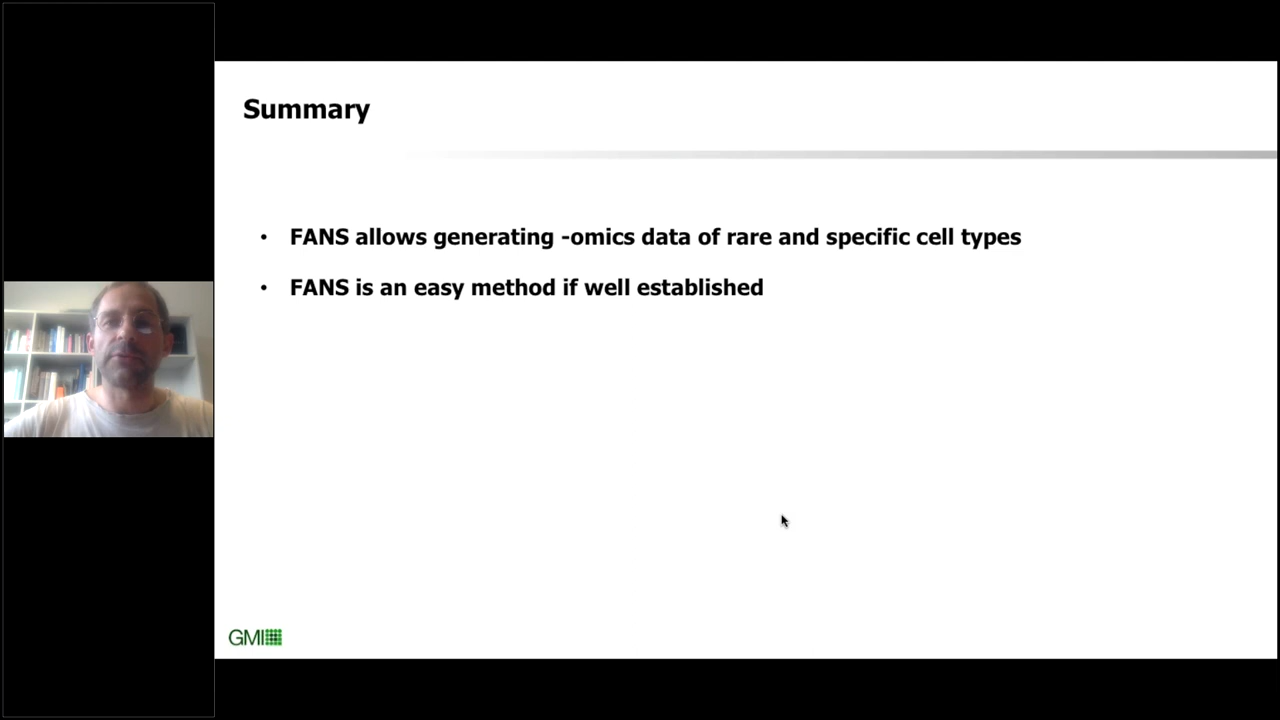 Summary
• FANS allows generating -omics data of rare and specific cell types
• FANS is an easy method if well established
GMI